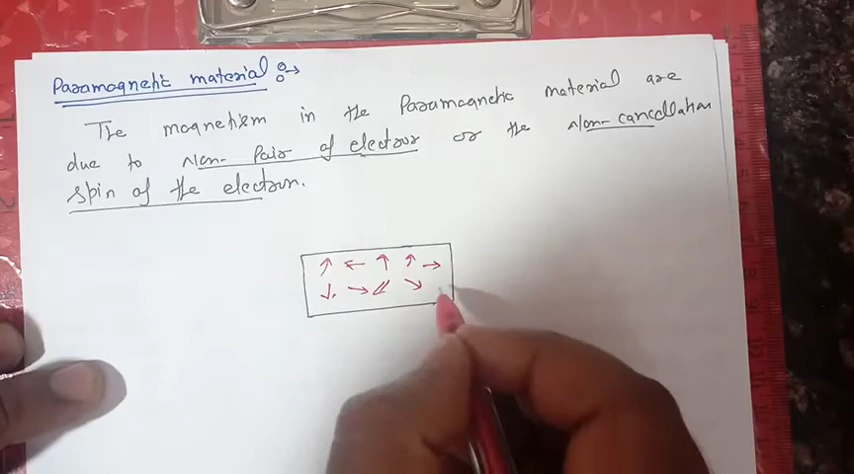 Paramagnetic material :→
The magnetism in the Paramagnetic material are
due to Non-Pair of electour or the Non-cancellation
spin of the electron.